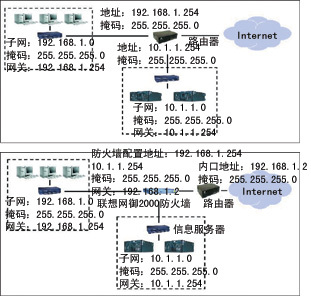 地址：192.168.1.254
掩码：255.255.255.0
Internet
路由器
子网：192.168.1.0
掩码：255.255.255.0
网关：192.168.1.254
地址：10.1.1.254
掩码：255.255.255.0
子网：10.1.1.0
掩码：255.255.256.0
网关：10.1.1.254
防火墙配置地址：192.168.1.254
10.1.1.254
掩码：255.255.255.0
网关：192.168.1.2
联想网御2000防火墙
内口地址：192.168.1.2
掩码：255.255.255.0
Internet
路由器
子网：192.168.1.0
掩码：255.255.256.0
网关：192.168.1.254
信息服务器
子网：10.1.1.0
掩码：255.255.255.0
网关：10.1.1.254